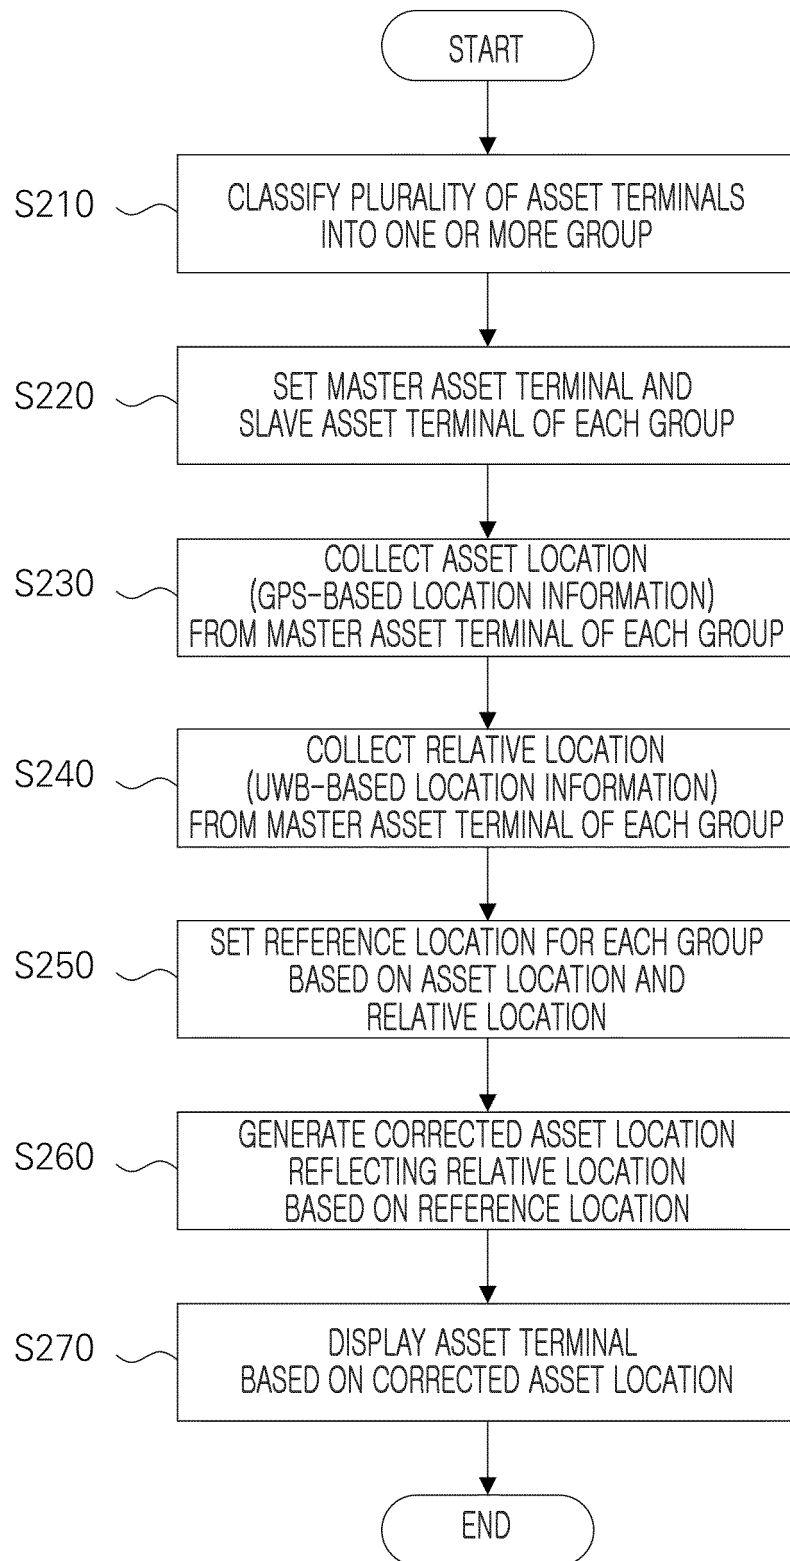 START
S210
CLASSIFY PLURALITY OF ASSET TERMINALS
INTO ONE OR MORE GROUP
S220
SET MASTER ASSET TERMINAL AND
SLAVE ASSET TERMINAL OF EACH GROUP
S230
COLLECT ASSET LOCATION
(GPS-BASED LOCATION INFORMATION)
FROM MASTER ASSET TERMINAL OF EACH GROUP
S240
COLLECT RELATIVE LOCATION
(UWB-BASED LOCATION INFORMATION)
FROM MASTER ASSET TERMINAL OF EACH GROUP
S250
SET REFERENCE LOCATION FOR EACH GROUP
BASED ON ASSET LOCATION AND
RELATIVE LOCATION
S260
GENERATE CORRECTED ASSET LOCATION
REFLECTING RELATIVE LOCATION
BASED ON REFERENCE LOCATION
S270
DISPLAY ASSET TERMINAL
BASED ON CORRECTED ASSET LOCATION
END